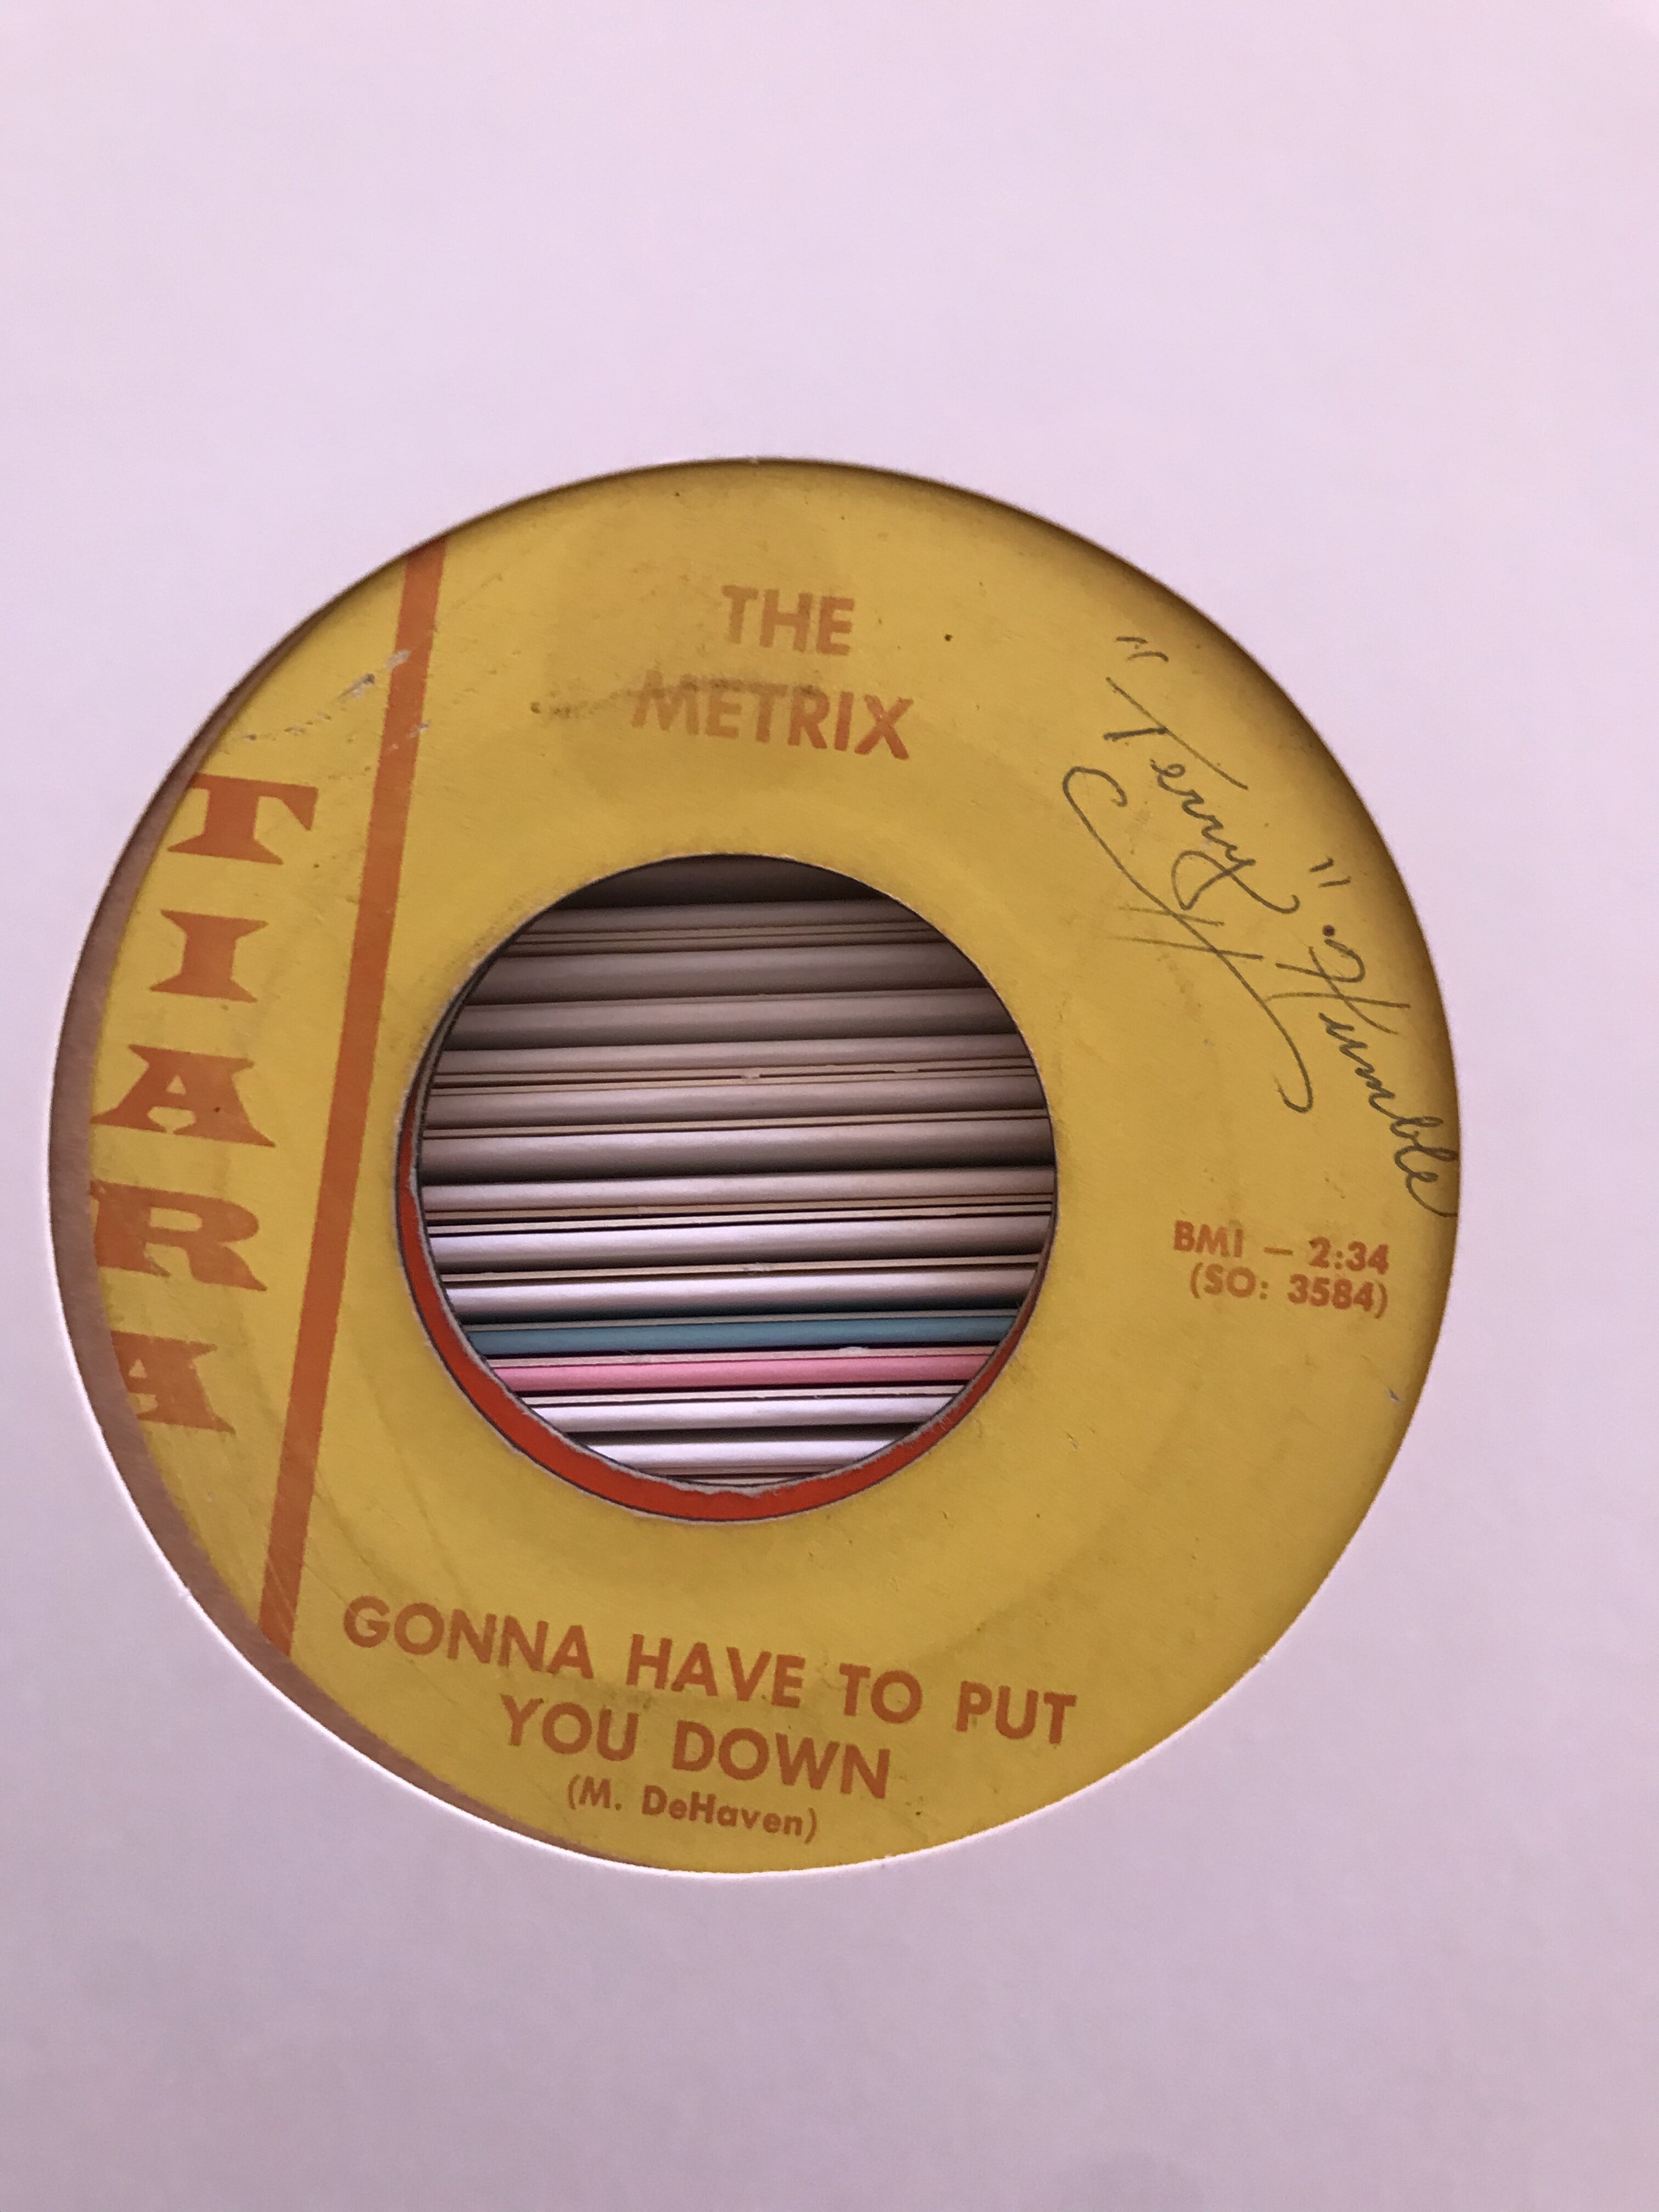 THE
METRIX
TIARA
"Terry" Humble
BMI — 2:34
(SO: 3584)
GONNA HAVE TO PUT
YOU DOWN
(M. DeHaven)